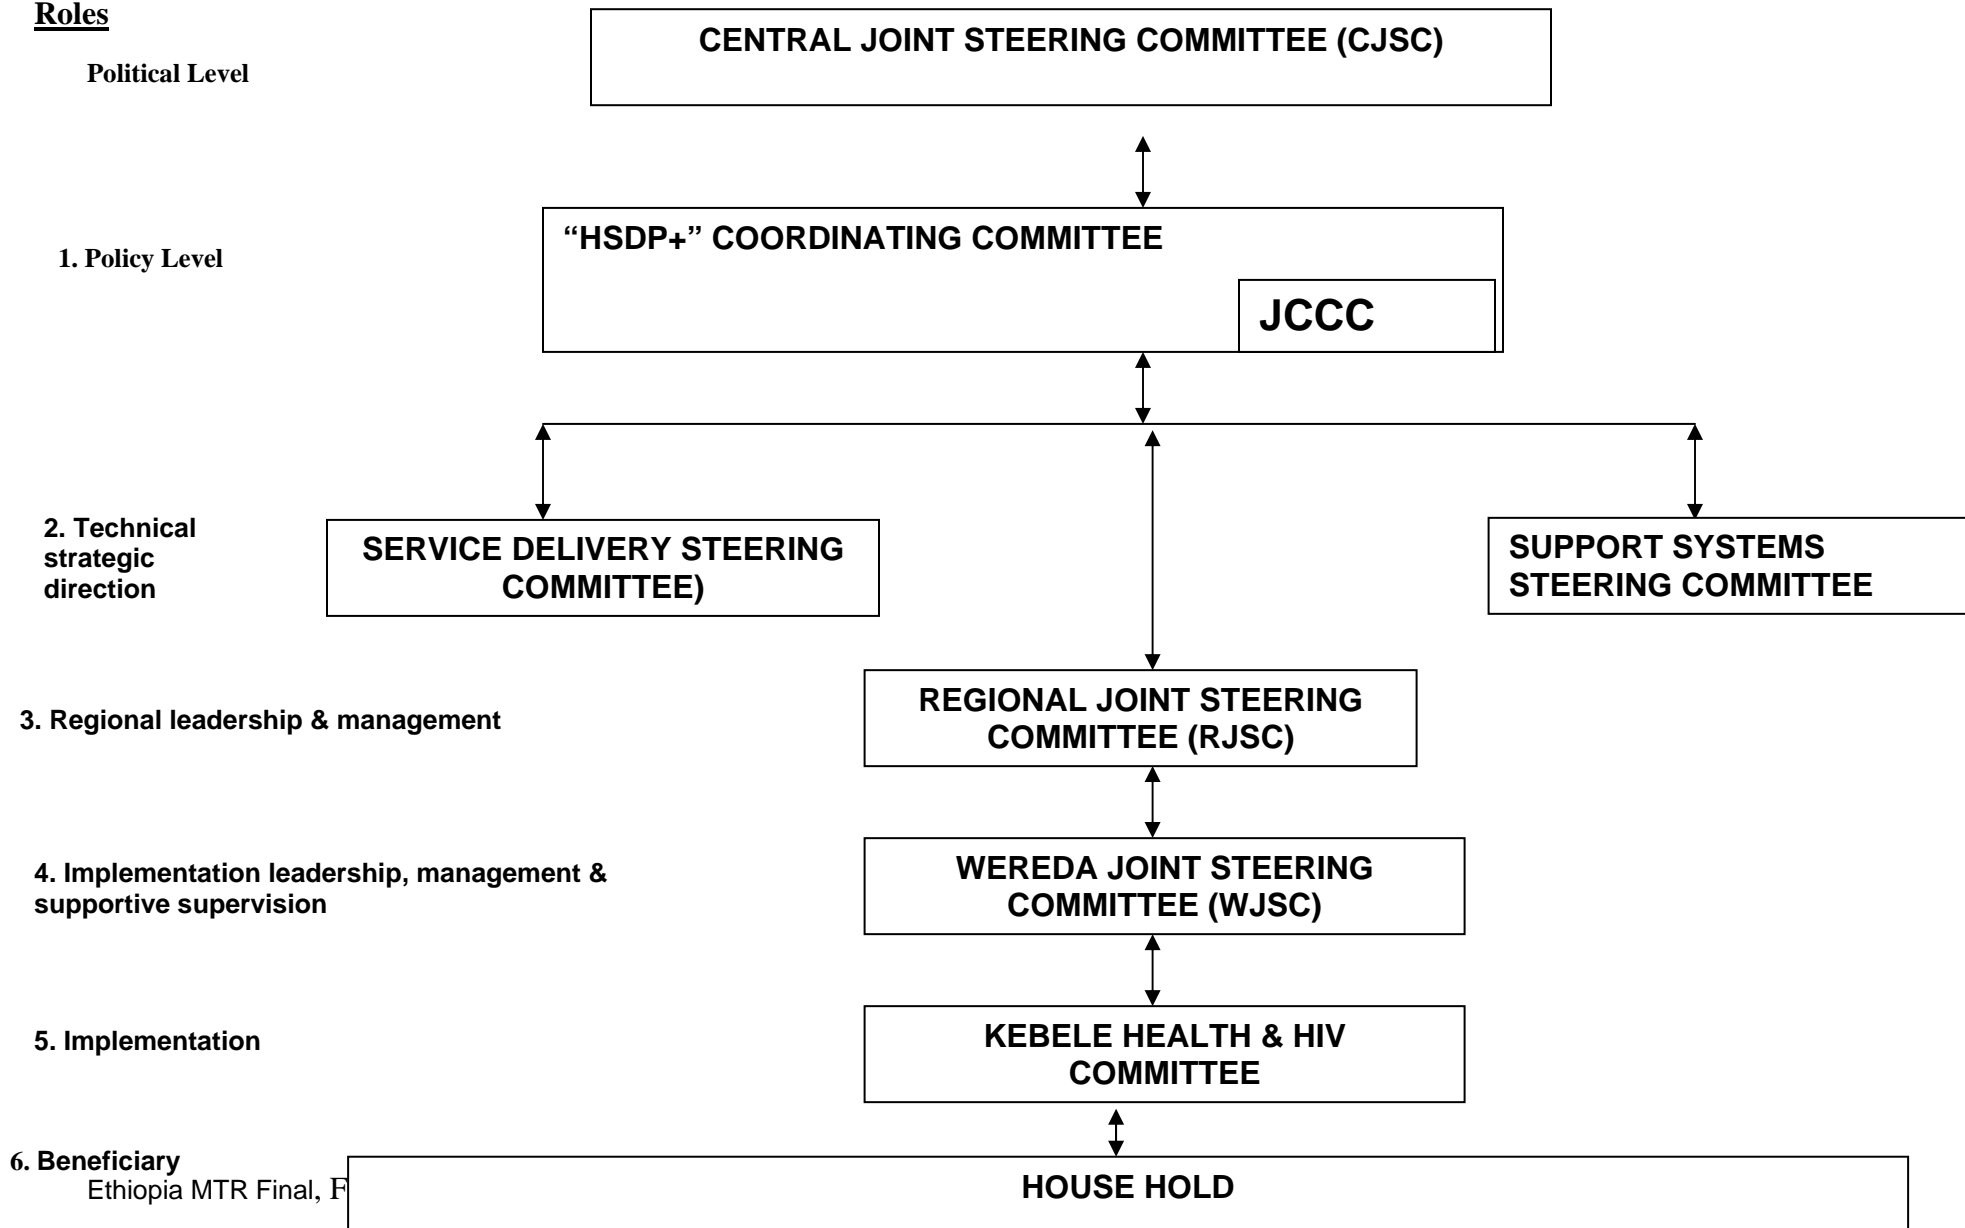 Roles
CENTRAL JOINT STEERING COMMITTEE (CJSC)
Political Level
“HSDP+” COORDINATING COMMITTEE
1. Policy Level
JCCC
2. Technical
strategic
direction
SERVICE DELIVERY STEERING
COMMITTEE)
SUPPORT SYSTEMS
STEERING COMMITTEE
3. Regional leadership & management
REGIONAL JOINT STEERING
COMMITTEE (RJSC)
4. Implementation leadership, management &
supportive supervision
WEREDA JOINT STEERING
COMMITTEE (WJSC)
5. Implementation
KEBELE HEALTH & HIV
COMMITTEE
6. Beneficiary
Ethiopia MTR Final, F
HOUSE HOLD